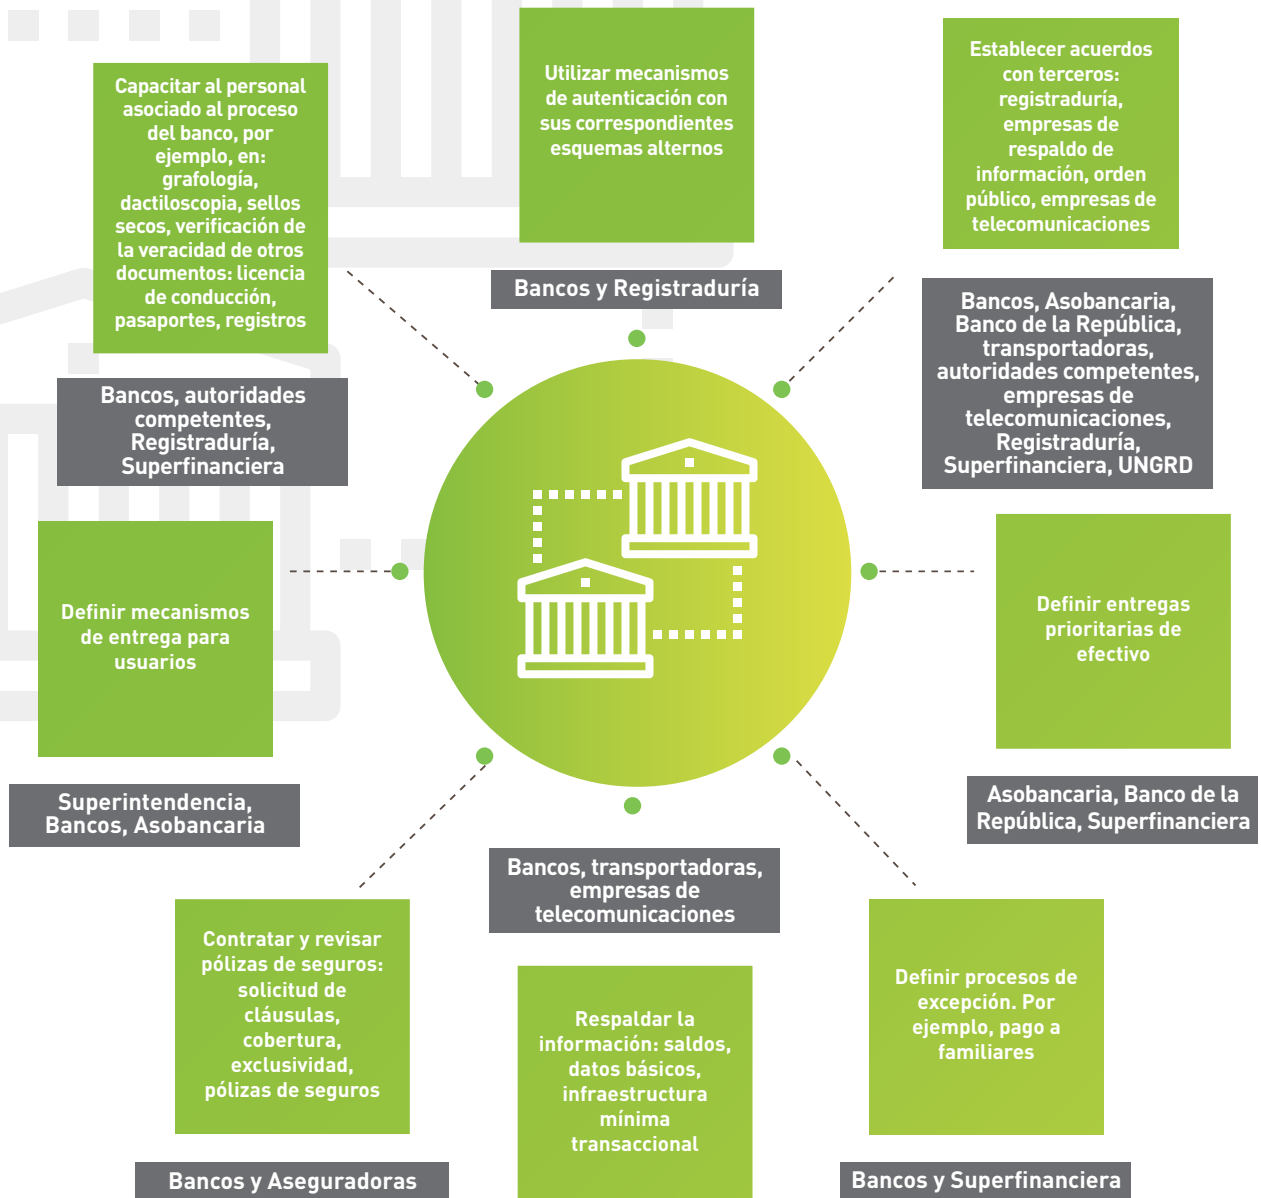 Capacitar al personal
asociado al proceso
del banco, por
ejemplo, en:
grafología,
dactiloscopia, sellos
secos, verificación de
la veracidad de otros
documentos: licencia
de conducción,
pasaportes, registros
Bancos, autoridades
competentes,
Registraduría,
Superfinanciera
Utilizar mecanismos
de autenticación con
sus correspondientes
esquemas alternos
Bancos y Registraduría
Establecer acuerdos
con terceros:
registraduría,
empresas de
respaldo de
información, orden
público, empresas de
telecomunicaciones
Bancos, Asobancaria,
Banco de la República,
transportadoras,
autoridades competentes,
empresas de
telecomunicaciones,
Registraduría,
Superfinanciera, UNGRD
Definir mecanismos
de entrega para
usuarios
Superintendencia,
Bancos, Asobancaria
Definir entregas
prioritarias de
efectivo
Asobancaria, Banco de la
República, Superfinanciera
Contratar y revisar
pólizas de seguros:
solicitud de
cláusulas,
cobertura,
exclusividad,
pólizas de seguros
Bancos y Aseguradoras
Bancos, transportadoras,
empresas de
telecomunicaciones
Respaldar la
información: saldos,
datos básicos,
infraestructura
mínima
transaccional
Definir procesos de
excepción. Por
ejemplo, pago a
familiares
Bancos y Superfinanciera